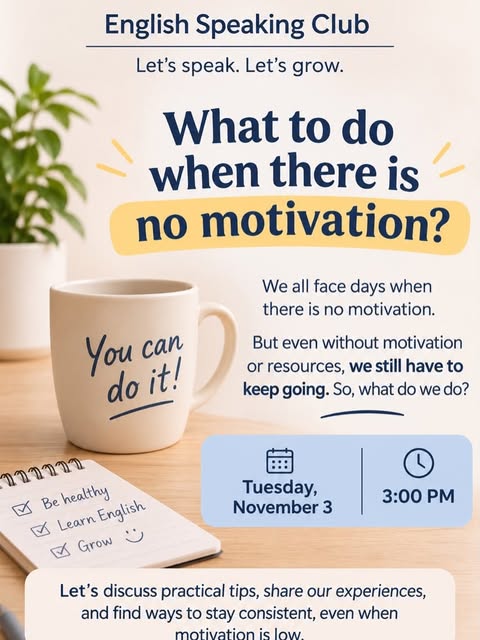 English Speaking Club
Let's speak. Let's grow.
What to do
when there is
no motivation?
We all face days when
there is no motivation.
But even without motivation
or resources, we still have to
keep going. So, what do we do?
You can
do it!
Tuesday,
November 3
3:00 PM
Be healthy
Learn English
Grow
Let's discuss practical tips, share our experiences,
and find ways to stay consistent, even when
motivation is low.